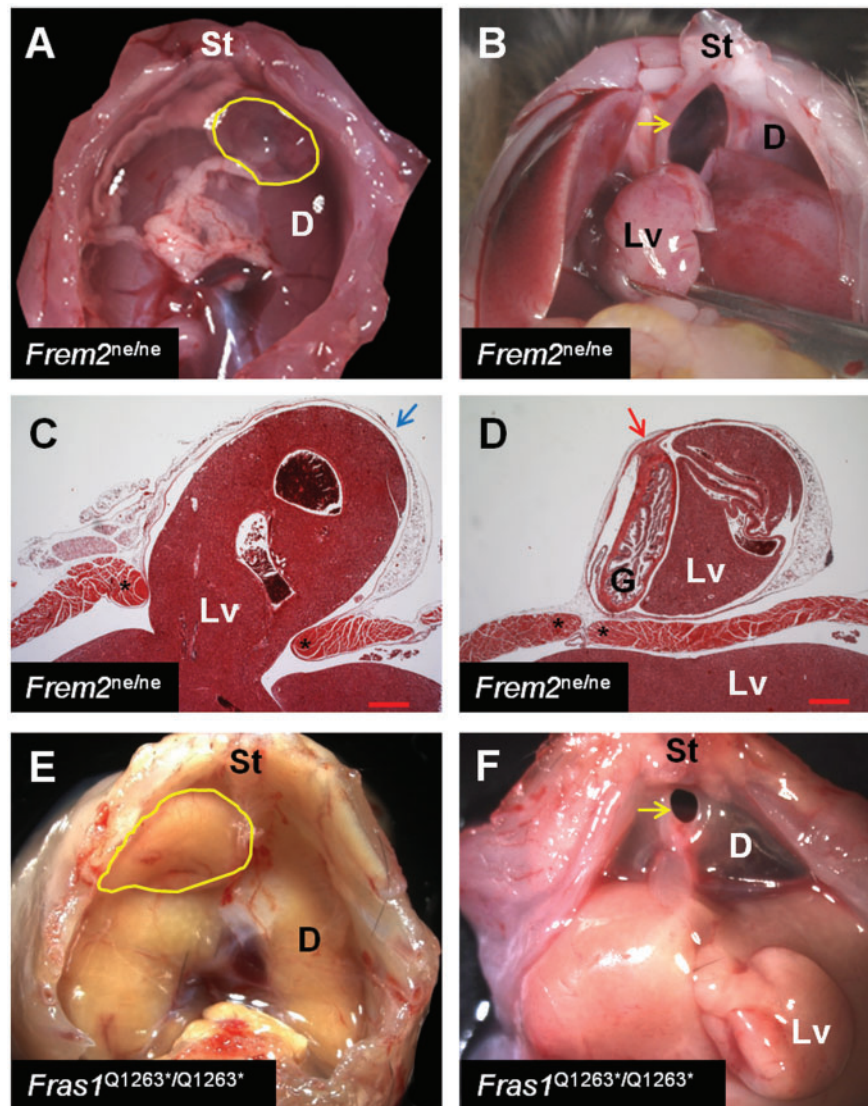 A
St
D
Frem2ne/ne
B
St
D
Lv
Frem2ne/ne
C
*
Lv
*
Frem2ne/ne
D
G
Lv
* *
Lv
Frem2ne/ne
E
St
D
Fras1Q1263*/Q1263*
F
St
D
Lv
Fras1Q1263*/Q1263*